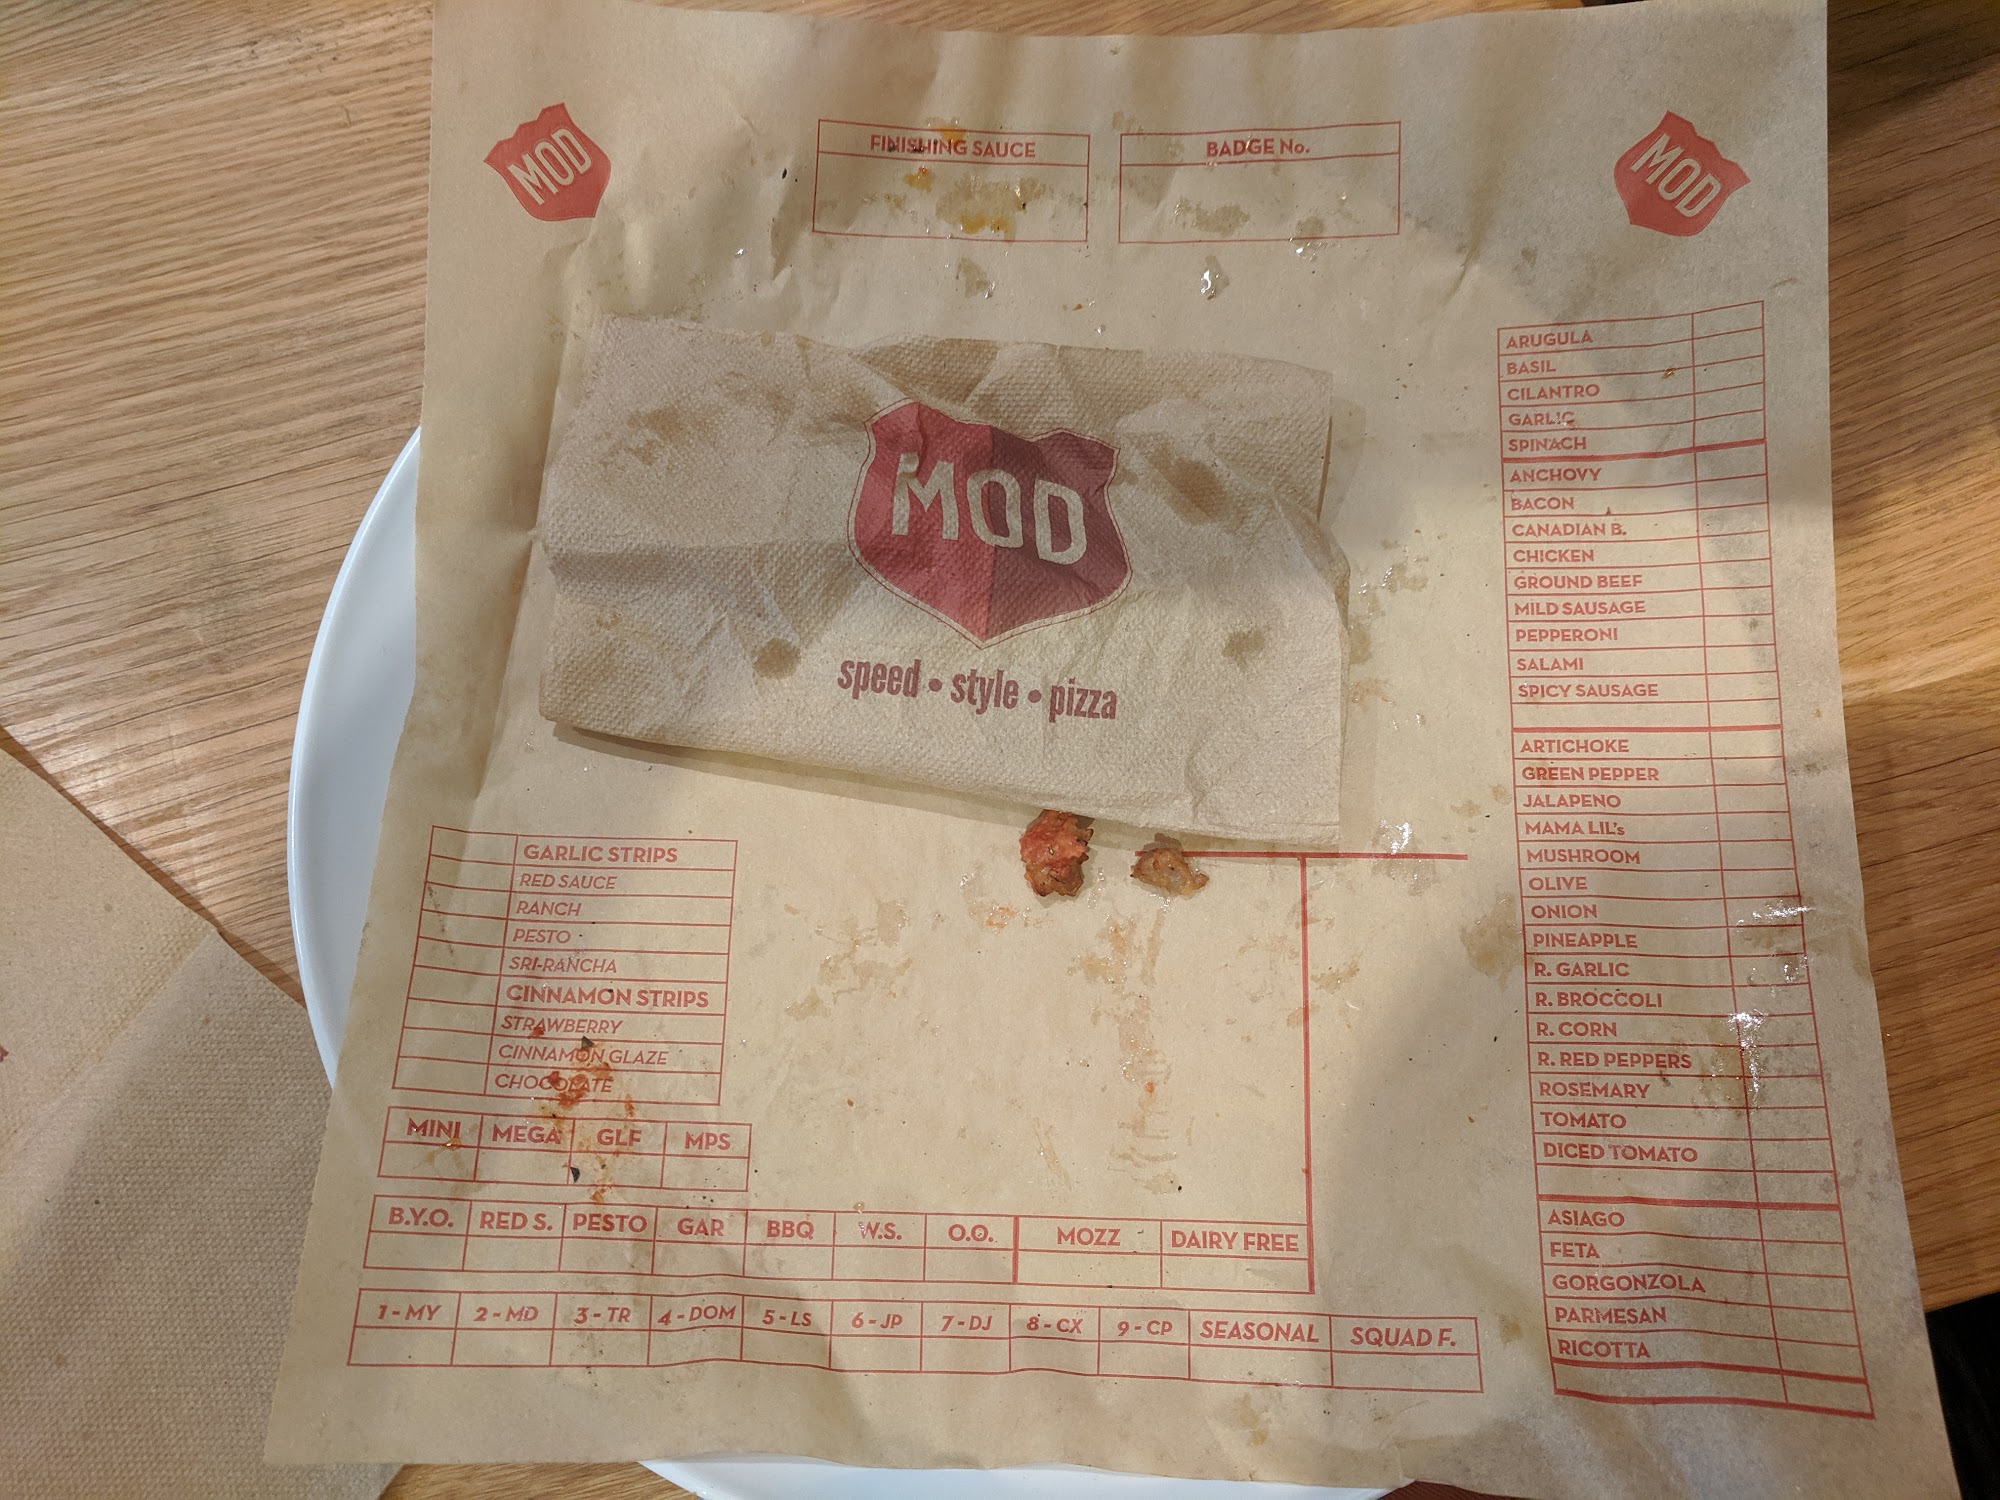 MOD
FINISHING SAUCE
BADGE No.
MOD
MOD
speed • style • pizza
ARUGULA
BASIL
CILANTRO
GARLIC
SPINACH
ANCHOVY
BACON
CANADIAN B.
CHICKEN
GROUND BEEF
MILD SAUSAGE
PEPPERONI
SALAMI
SPICY SAUSAGE
ARTICHOKE
GREEN PEPPER
JALAPENO
MAMA LIL's
MUSHROOM
OLIVE
ONION
PINEAPPLE
R. GARLIC
R. BROCCOLI
R. CORN
R. RED PEPPERS
ROSEMARY
TOMATO
DICED TOMATO
ASIAGO
FETA
GORGONZOLA
PARMESAN
RICOTTA
GARLIC STRIPS
RED SAUCE
RANCH
PESTO
SRI-RANCHA
CINNAMON STRIPS
STRAWBERRY
CINNAMON GLAZE
CHOCOLATE
MINI MEGA GLF MPS
B.Y.O. RED S. PESTO GAR BBQ W.S. O.O. MOZZ DAIRY FREE
1-MY 2-MD 3-TR 4-DOM 5-LS 6-JP 7-DJ 8-CX 9-CP SEASONAL SQUAD F.